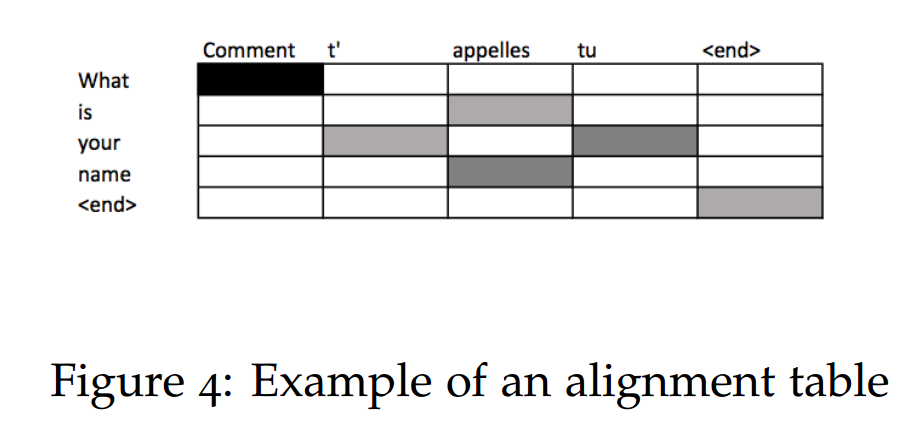 Comment t' appelles tu <end>
What
is
your
name
<end>
Figure 4: Example of an alignment table